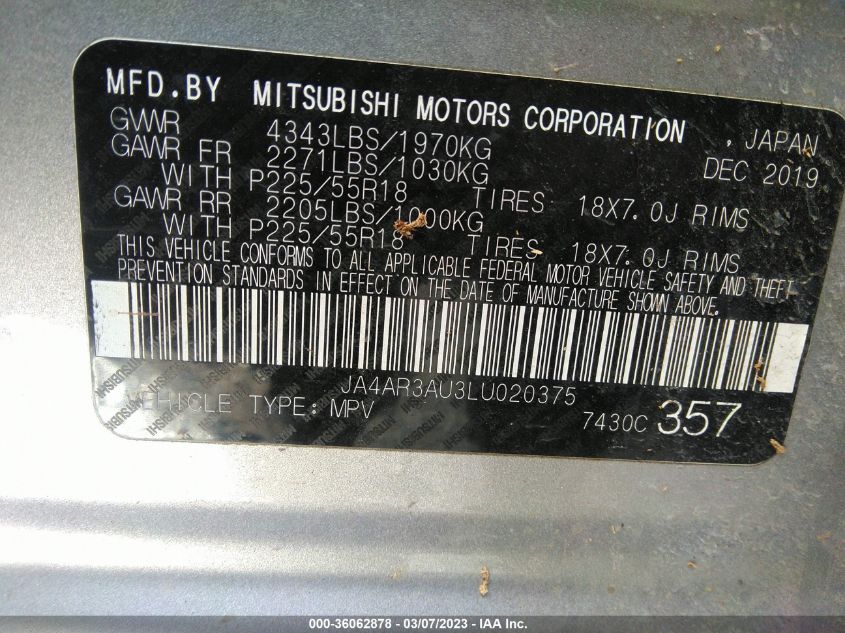 MFD.BY MITSUBISHI MOTORS CORPORATION , JAPAN
GVWR 4343LBS/1970KG DEC 2019
GAWR FR 2271LBS/1030KG
WITH P225/55R18 TIRES: 18X7.0J RIMS
GAWR RR 2205LBS/1000KG
WITH P225/55R18 TIRES: 18X7.0J RIMS
THIS VEHICLE CONFORMS TO ALL APPLICABLE FEDERAL MOTOR VEHICLE SAFETY AND THEFT
PREVENTION STANDARDS IN EFFECT ON THE DATE OF MANUFACTURE SHOWN ABOVE.
JA4AR3AU3LU020375
VEHICLE TYPE: MPV 7430C 357
000-36062878 - 03/07/2023 - IAA Inc.